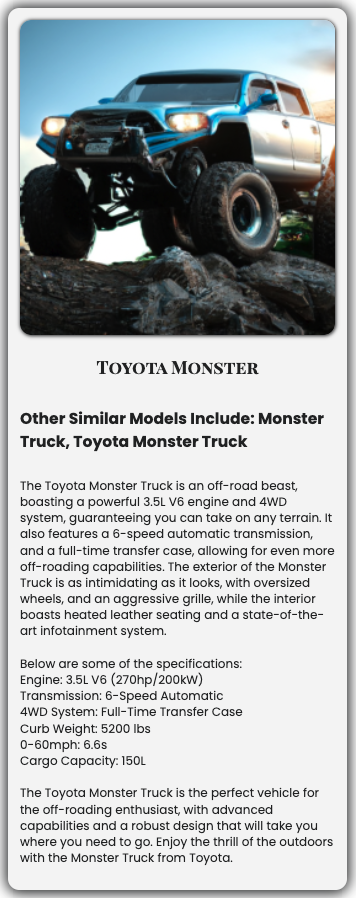 Toyota Monster
Other Similar Models Include: Monster
Truck, Toyota Monster Truck
The Toyota Monster Truck is an off-road beast,
boasting a powerful 3.5L V6 engine and 4WD
system, guaranteeing you can take on any terrain. It
also features a 6-speed automatic transmission,
and a full-time transfer case, allowing for even more
off-roading capabilities. The exterior of the Monster
Truck is as intimidating as it looks, with oversized
wheels, and an aggressive grille, while the interior
boasts heated leather seating and a state-of-the-
art infotainment system.
Below are some of the specifications:
Engine: 3.5L V6 (270hp/200kW)
Transmission: 6-Speed Automatic
4WD System: Full-Time Transfer Case
Curb Weight: 5200 lbs
0-60mph: 6.6s
Cargo Capacity: 150L
The Toyota Monster Truck is the perfect vehicle for
the off-roading enthusiast, with advanced
capabilities and a robust design that will take you
where you need to go. Enjoy the thrill of the outdoors
with the Monster Truck from Toyota.